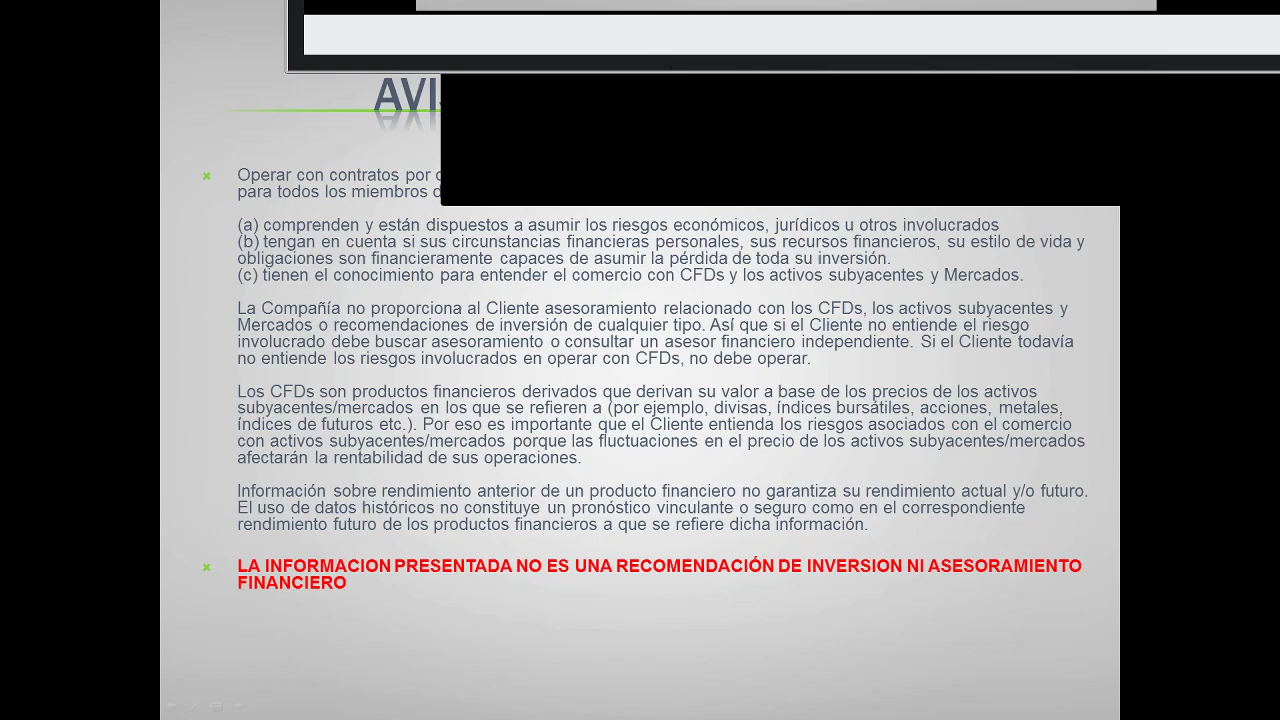 Operar con contratos por
para todos los miembros
(a) comprenden y están dispuestos a asumir los riesgos económicos, jurídicos u otros involucrados
(b) tengan en cuenta si sus circunstancias financieras personales, sus recursos financieros, su estilo de vida y
obligaciones son financieramente capaces de asumir la pérdida de toda su inversión.
(c) tienen el conocimiento para entender el comercio con CFDs y los activos subyacentes y Mercados.
La Compañía no proporciona al Cliente asesoramiento relacionado con los CFDs, los activos subyacentes y
Mercados o recomendaciones de inversión de cualquier tipo. Así que si el Cliente no entiende el riesgo
involucrado debe buscar asesoramiento o consultar un asesor financiero independiente. Si el Cliente todavía
no entiende los riesgos involucrados en operar con CFDs, no debe operar.
Los CFDs son productos financieros derivados que derivan su valor a base de los precios de los activos
subyacentes/mercados en los que se refieren a (por ejemplo, divisas, índices bursátiles, acciones, metales,
índices de futuros etc.). Por eso es importante que el Cliente entienda los riesgos asociados con el comercio
con activos subyacentes/mercados porque las fluctuaciones en el precio de los activos subyacentes/mercados
afectarán la rentabilidad de sus operaciones.
Información sobre rendimiento anterior de un producto financiero no garantiza su rendimiento actual y/o futuro.
El uso de datos históricos no constituye un pronóstico vinculante o seguro como en el correspondiente
rendimiento futuro de los productos financieros a que se refiere dicha información.
LA INFORMACION PRESENTADA NO ES UNA RECOMENDACIÓN DE INVERSION NI ASESORAMIENTO
FINANCIERO